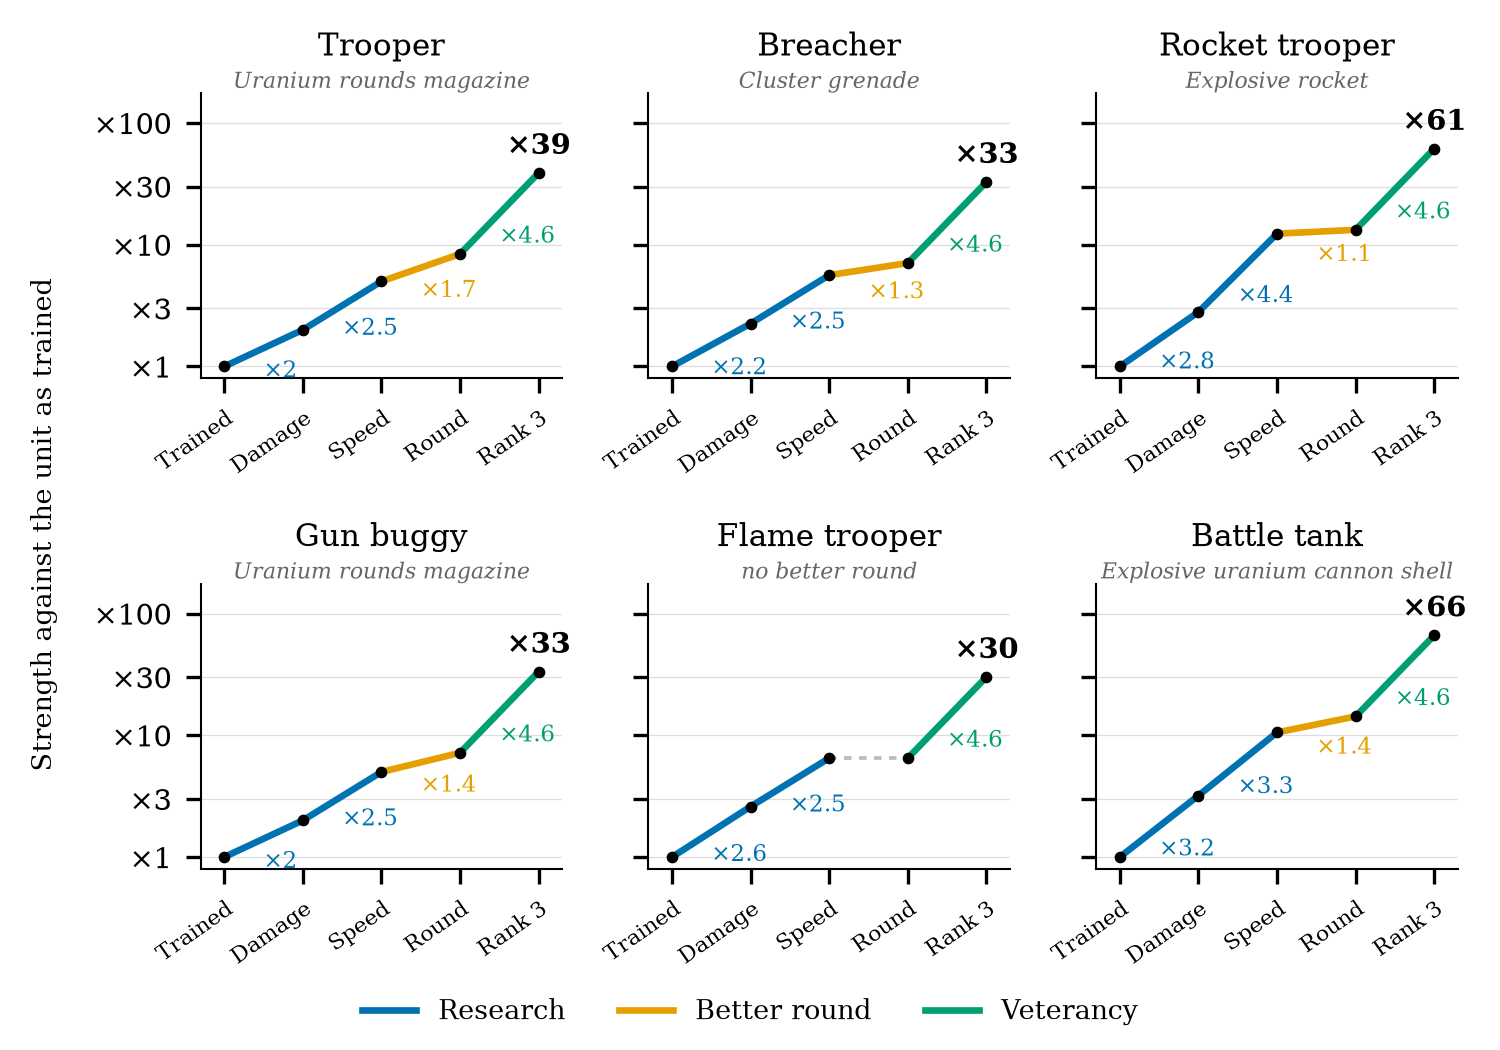 Trooper
Uranium rounds magazine
×100
×30
×10
×3
×1
×2
×2.5
×1.7
×4.6
×39
Trained
Damage
Speed
Round
Rank 3
Breacher
Cluster grenade
×2.2
×2.5
×1.3
×4.6
×33
Trained
Damage
Speed
Round
Rank 3
Rocket trooper
Explosive rocket
×2.8
×4.4
×1.1
×4.6
×61
Trained
Damage
Speed
Round
Rank 3
Strength against the unit as trained
Gun buggy
Uranium rounds magazine
×100
×30
×10
×3
×1
×2
×2.5
×1.4
×4.6
×33
Trained
Damage
Speed
Round
Rank 3
Flame trooper
no better round
×2.6
×2.5
×4.6
×30
Trained
Damage
Speed
Round
Rank 3
Battle tank
Explosive uranium cannon shell
×3.2
×3.3
×1.4
×4.6
×66
Trained
Damage
Speed
Round
Rank 3
Research
Better round
Veterancy